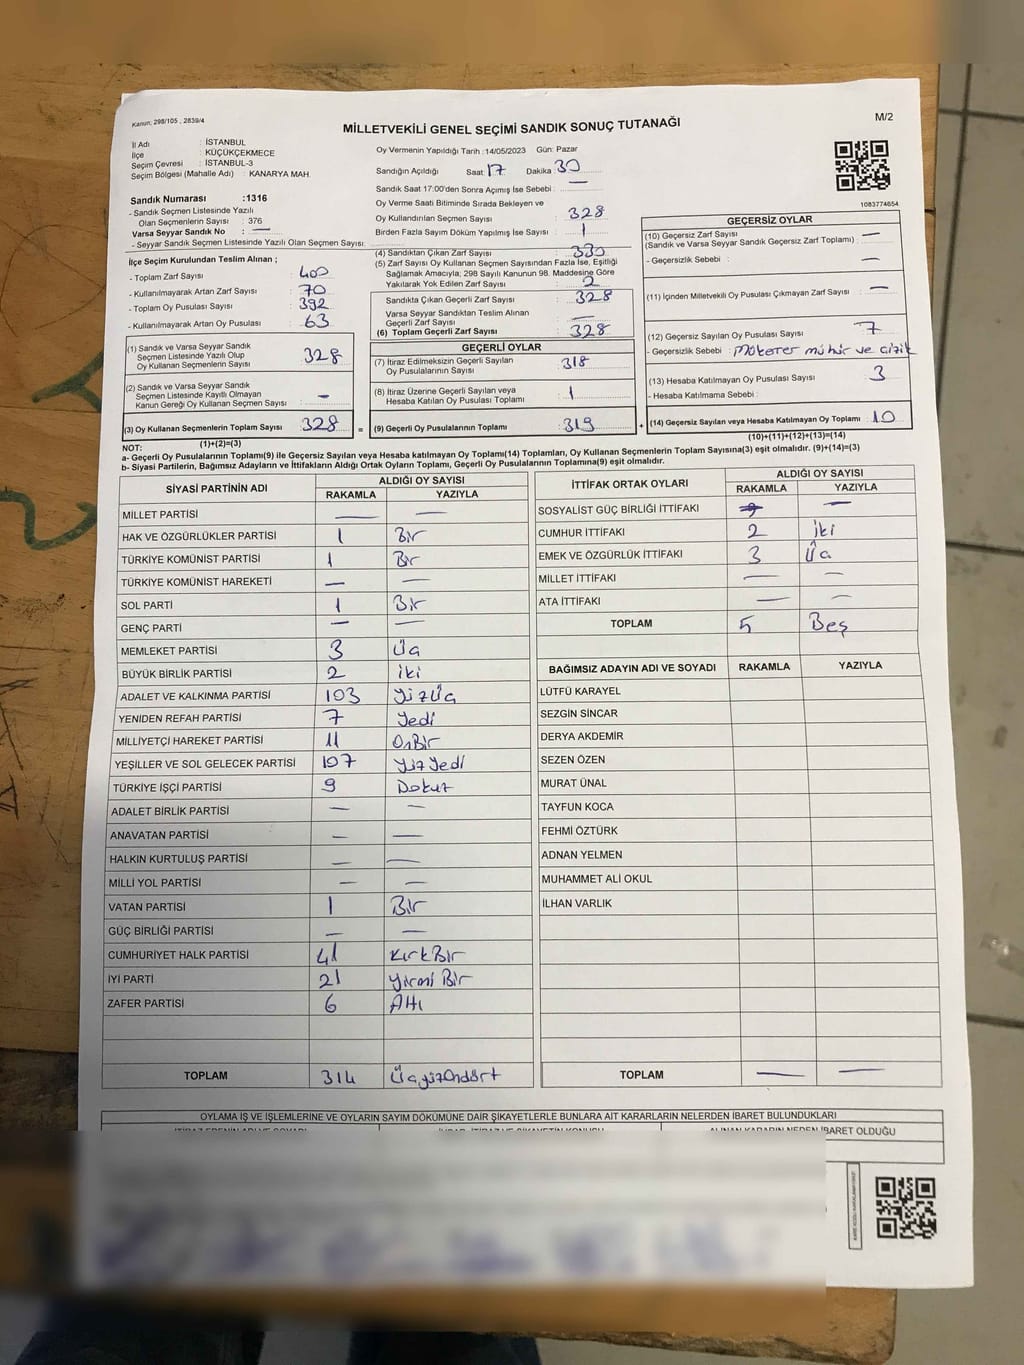 Kanun: 298/105 , 2839/4
MİLLETVEKİLİ GENEL SEÇİMİ SANDIK SONUÇ TUTANAĞI
M/2
İl Adı : İSTANBUL
İlçe : KÜÇÜKÇEKMECE
Seçim Çevresi : İSTANBUL-3
Seçim Bölgesi (Mahalle Adı) : KANARYA MAH.
Sandık Numarası :1316
- Sandık Seçmen Listesinde Yazılı
Olan Seçmenlerin Sayısı : 376
Varsa Seyyar Sandık No : —
- Seyyar Sandık Seçmen Listesinde Yazılı Olan Seçmen Sayısı:
İlçe Seçim Kurulundan Teslim Alınan ;
- Toplam Zarf Sayısı : 400
- Kullanılmayarak Artan Zarf Sayısı : 70
- Toplam Oy Pusulası Sayısı : 392
- Kullanılmayarak Artan Oy Pusulası : 63
(1) Sandık ve Varsa Seyyar Sandık
Seçmen Listesinde Yazılı Olup
Oy Kullanan Seçmenlerin Sayısı : 328
(2) Sandık ve Varsa Seyyar Sandık
Seçmen Listesinde Kayıtlı Olmayan
Kanun Gereği Oy Kullanan Seçmen Sayısı : —
(3) Oy Kullanan Seçmenlerin Toplam Sayısı : 328
(1)+(2)=(3)
Oy Vermenin Yapıldığı Tarih : 14/05/2023 Gün: Pazar
Sandığın Açıldığı Saat 17 Dakika 30
Sandık Saat 17:00'den Sonra Açımış İse Sebebi : —
Oy Verme Saati Bitiminde Sırada Bekleyen ve
Oy Kullandırılan Seçmen Sayısı : 328
Birden Fazla Sayım Döküm Yapılmış İse Sayısı : 1
(4) Sandıktan Çıkan Zarf Sayısı : 330
(5) Zarf Sayısı Oy Kullanan Seçmen Sayısından Fazla İse, Eşitliği
Sağlamak Amacıyla; 298 Sayılı Kanunun 98. Maddesine Göre
Yakılarak Yok Edilen Zarf Sayısı : 2
Sandıkta Çıkan Geçerli Zarf Sayısı : 328
Varsa Seyyar Sandıktan Teslim Alınan
Geçerli Zarf Sayısı : —
(6) Toplam Geçerli Zarf Sayısı : 328
GEÇERLİ OYLAR
(7) İtiraz Edilmeksizin Geçerli Sayılan
Oy Pusulalarının Sayısı : 318
(8) İtiraz Üzerine Geçerli Sayılan veya
Hesaba Katılan Oy Pusulası Toplamı : 1
= (9) Geçerli Oy Pusulalarının Toplamı : 319
1083774654
GEÇERSİZ OYLAR
(10) Geçersiz Zarf Sayısı
(Sandık ve Varsa Seyyar Sandık Geçersiz Zarf Toplamı) : —
- Geçersizlik Sebebi : —
(11) İçinden Milletvekili Oy Pusulası Çıkmayan Zarf Sayısı : —
(12) Geçersiz Sayılan Oy Pusulası Sayısı : 7
- Geçersizlik Sebebi : mükerer mühür ve çizik
(13) Hesaba Katılmayan Oy Pusulası Sayısı : 3
- Hesaba Katılmama Sebebi :
+ (14) Geçersiz Sayılan veya Hesaba Katılmayan Oy Toplamı : 10
(10)+(11)+(12)+(13)=(14)
NOT:
a- Geçerli Oy Pusulalarının Toplamı(9) ile Geçersiz Sayılan veya Hesaba katılmayan Oy Toplamı(14) Toplamları, Oy Kullanan Seçmenlerin Toplam Sayısına(3) eşit olmalıdır. (9)+(14)=(3)
b- Siyasi Partilerin, Bağımsız Adayların ve İttifakların Aldığı Ortak Oyların Toplamı, Geçerli Oy Pusulalarının Toplamına(9) eşit olmalıdır.
SİYASİ PARTİNİN ADI ALDIĞI OY SAYISI
RAKAMLA YAZIYLA
MİLLET PARTİSİ — —
HAK VE ÖZGÜRLÜKLER PARTİSİ 1 Bir
TÜRKİYE KOMÜNİST PARTİSİ 1 Bir
TÜRKİYE KOMÜNİST HAREKETİ — —
SOL PARTİ 1 Bir
GENÇ PARTİ — —
MEMLEKET PARTİSİ 3 Üç
BÜYÜK BİRLİK PARTİSİ 2 iki
ADALET VE KALKINMA PARTİSİ 103 YüzÜç
YENİDEN REFAH PARTİSİ 7 Yedi
MİLLİYETÇİ HAREKET PARTİSİ 11 OnBir
YEŞİLLER VE SOL GELECEK PARTİSİ 107 YüzYedi
TÜRKİYE İŞÇİ PARTİSİ 9 Dokuz
ADALET BİRLİK PARTİSİ — —
ANAVATAN PARTİSİ — —
HALKIN KURTULUŞ PARTİSİ — —
MİLLİ YOL PARTİSİ — —
VATAN PARTİSİ 1 Bir
GÜÇ BİRLİĞİ PARTİSİ — —
CUMHURİYET HALK PARTİSİ 41 KırkBir
İYİ PARTİ 21 Yirmi Bir
ZAFER PARTİSİ 6 Altı
TOPLAM 314 ÜçyüzOndört
İTTİFAK ORTAK OYLARI ALDIĞI OY SAYISI
RAKAMLA YAZIYLA
SOSYALİST GÜÇ BİRLİĞİ İTTİFAKI —
CUMHUR İTTİFAKI 2 iki
EMEK VE ÖZGÜRLÜK İTTİFAKI 3 Üç
MİLLET İTTİFAKI — —
ATA İTTİFAKI — —
TOPLAM 5 Beş
BAĞIMSIZ ADAYIN ADI VE SOYADI RAKAMLA YAZIYLA
LÜTFÜ KARAYEL
SEZGİN SİNCAR
DERYA AKDEMİR
SEZEN ÖZEN
MURAT ÜNAL
TAYFUN KOCA
FEHMİ ÖZTÜRK
ADNAN YELMEN
MUHAMMET ALİ OKUL
İLHAN VARLIK
TOPLAM — —
OYLAMA İŞ VE İŞLEMLERİNE VE OYLARIN SAYIM DÖKÜMÜNE DAİR ŞİKAYETLERLE BUNLARA AİT KARARLARIN NELERDEN İBARET BULUNDUKLARI
ALINAN KARARIN NEDEN İBARET OLDUĞU